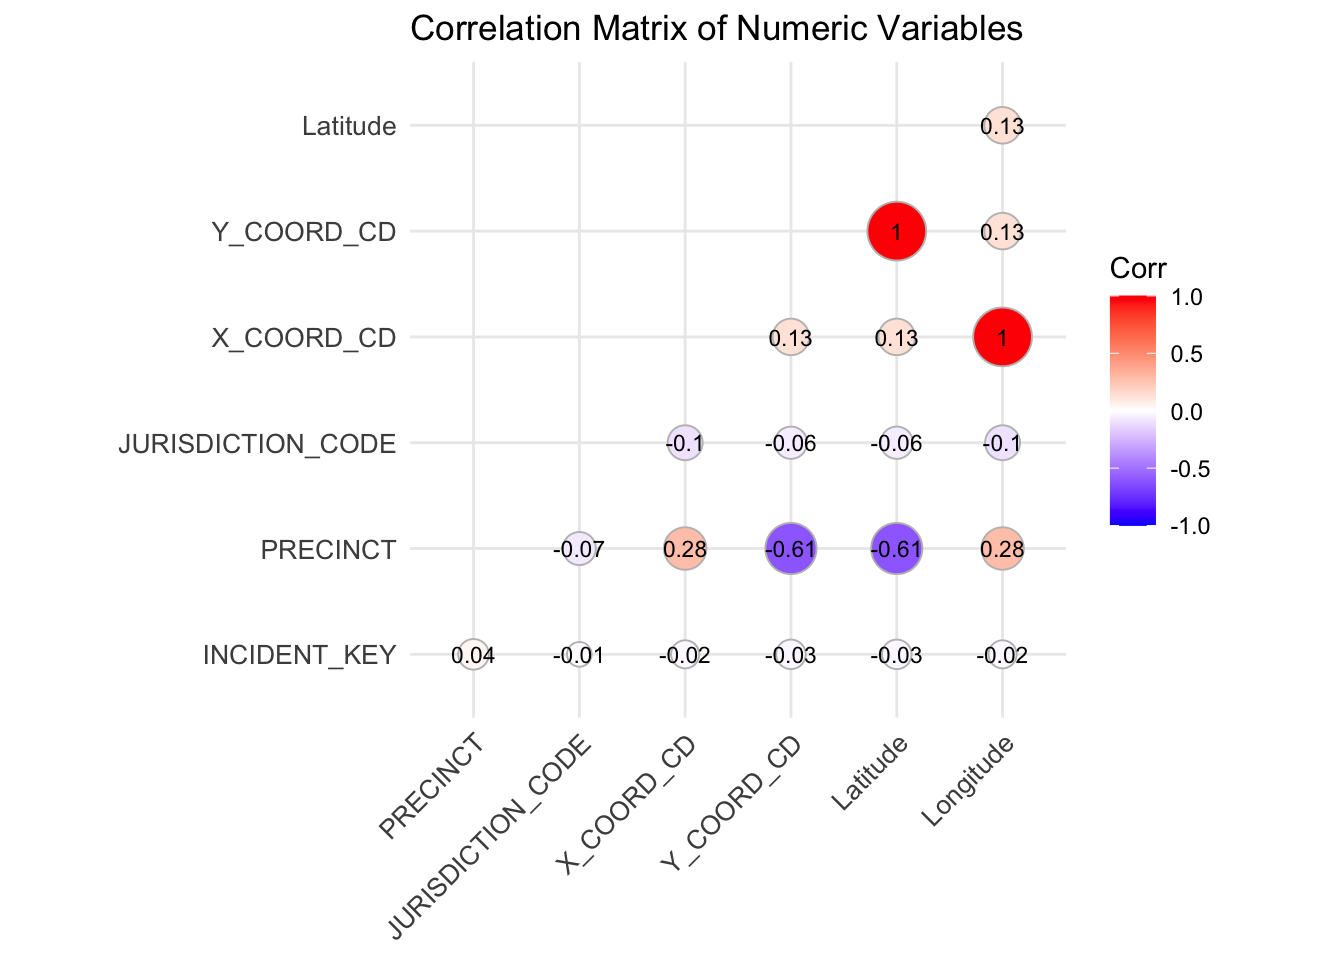 Correlation Matrix of Numeric Variables
Latitude 0.13
Y_COORD_CD 1 0.13
X_COORD_CD 0.13 0.13 1
JURISDICTION_CODE -0.1 -0.06 -0.06 -0.1
PRECINCT -0.07 0.28 -0.61 -0.61 0.28
INCIDENT_KEY 0.04 -0.01 -0.02 -0.03 -0.03 -0.02
PRECINCT
JURISDICTION_CODE
X_COORD_CD
Y_COORD_CD
Latitude
Longitude
Corr
1.0
0.5
0.0
-0.5
-1.0